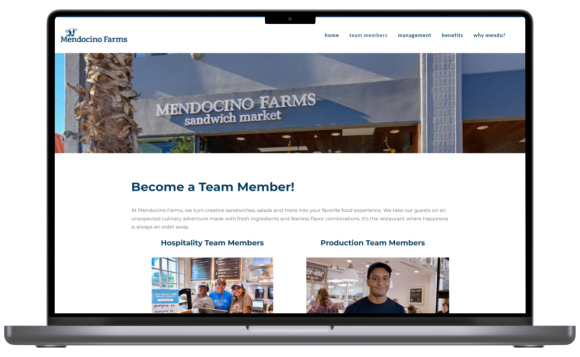 Mendocino Farms
home team members management benefits why mendo?
MENDOCINO FARMS
sandwich market
Become a Team Member!
At Mendocino Farms, we turn creative sandwiches, salads and more into your favorite food experience. We take our guests on an
unexpected culinary adventure made with fresh ingredients and fearless flavor combinations. It's the restaurant where happiness
is always an order away.
Hospitality Team Members Production Team Members